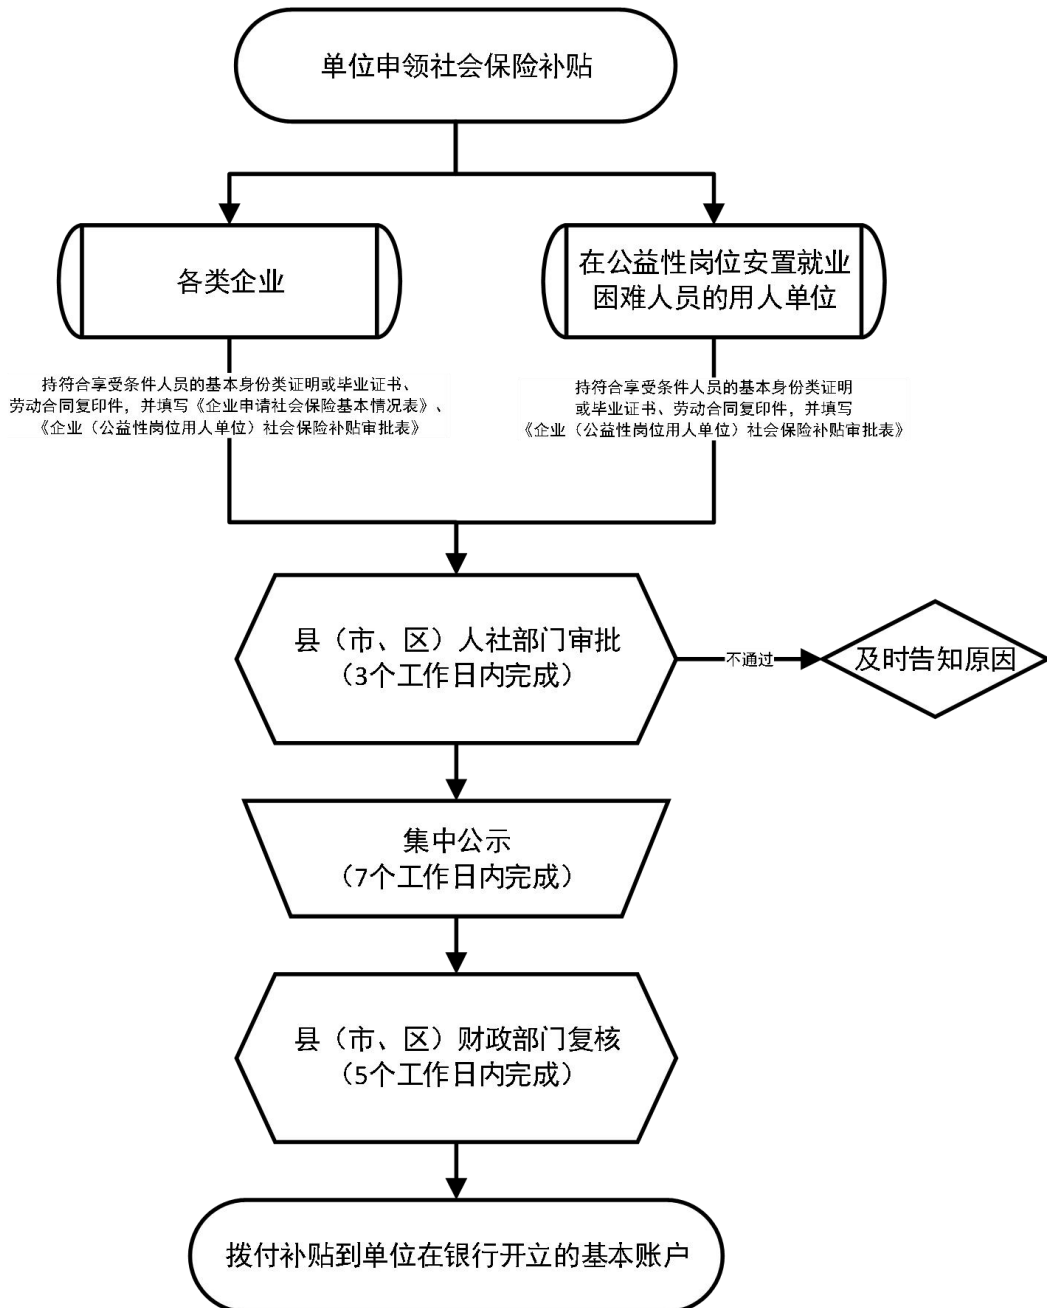 单位申领社会保险补贴
各类企业
在公益性岗位安置就业
困难人员的用人单位
持符合享受条件人员的基本身份类证明或毕业证书、
劳动合同复印件，并填写《企业申请社会保险基本情况表》、
《企业（公益性岗位用人单位）社会保险补贴审批表》
持符合享受条件人员的基本身份类证明
或毕业证书、劳动合同复印件，并填写
《企业（公益性岗位用人单位）社会保险补贴审批表》
县（市、区）人社部门审批
（3个工作日内完成）
不通过
及时告知原因
集中公示
（7个工作日内完成）
县（市、区）财政部门复核
（5个工作日内完成）
拨付补贴到单位在银行开立的基本账户